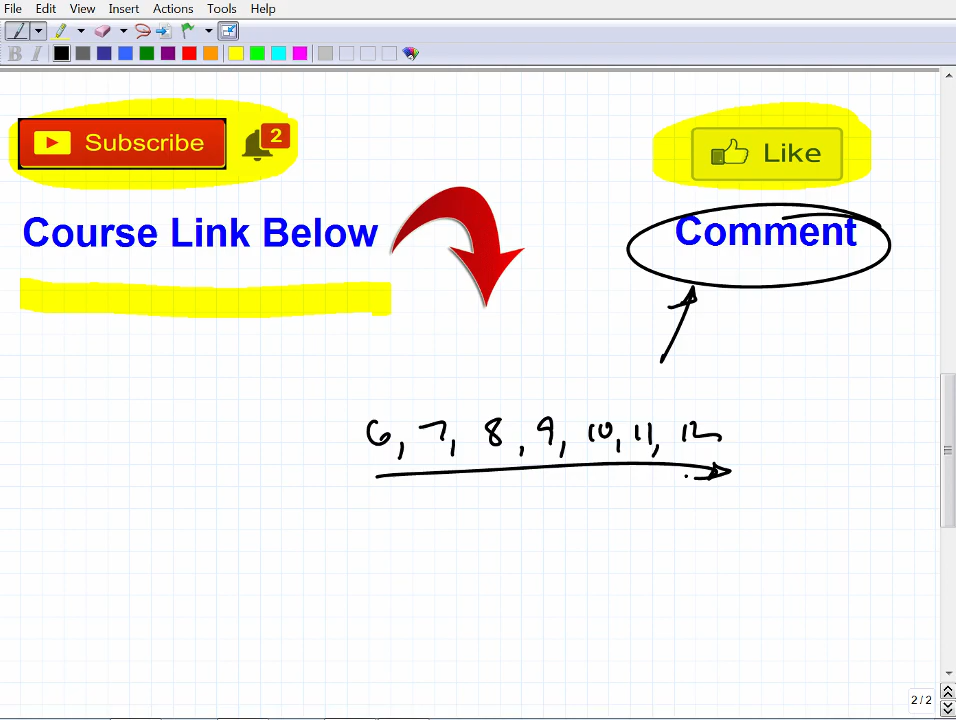 File Edit View Insert Actions Tools Help
B I
Subscribe 2
Like
Course Link Below
Comment
6, 7, 8, 9, 10, 11, 12
2 / 2